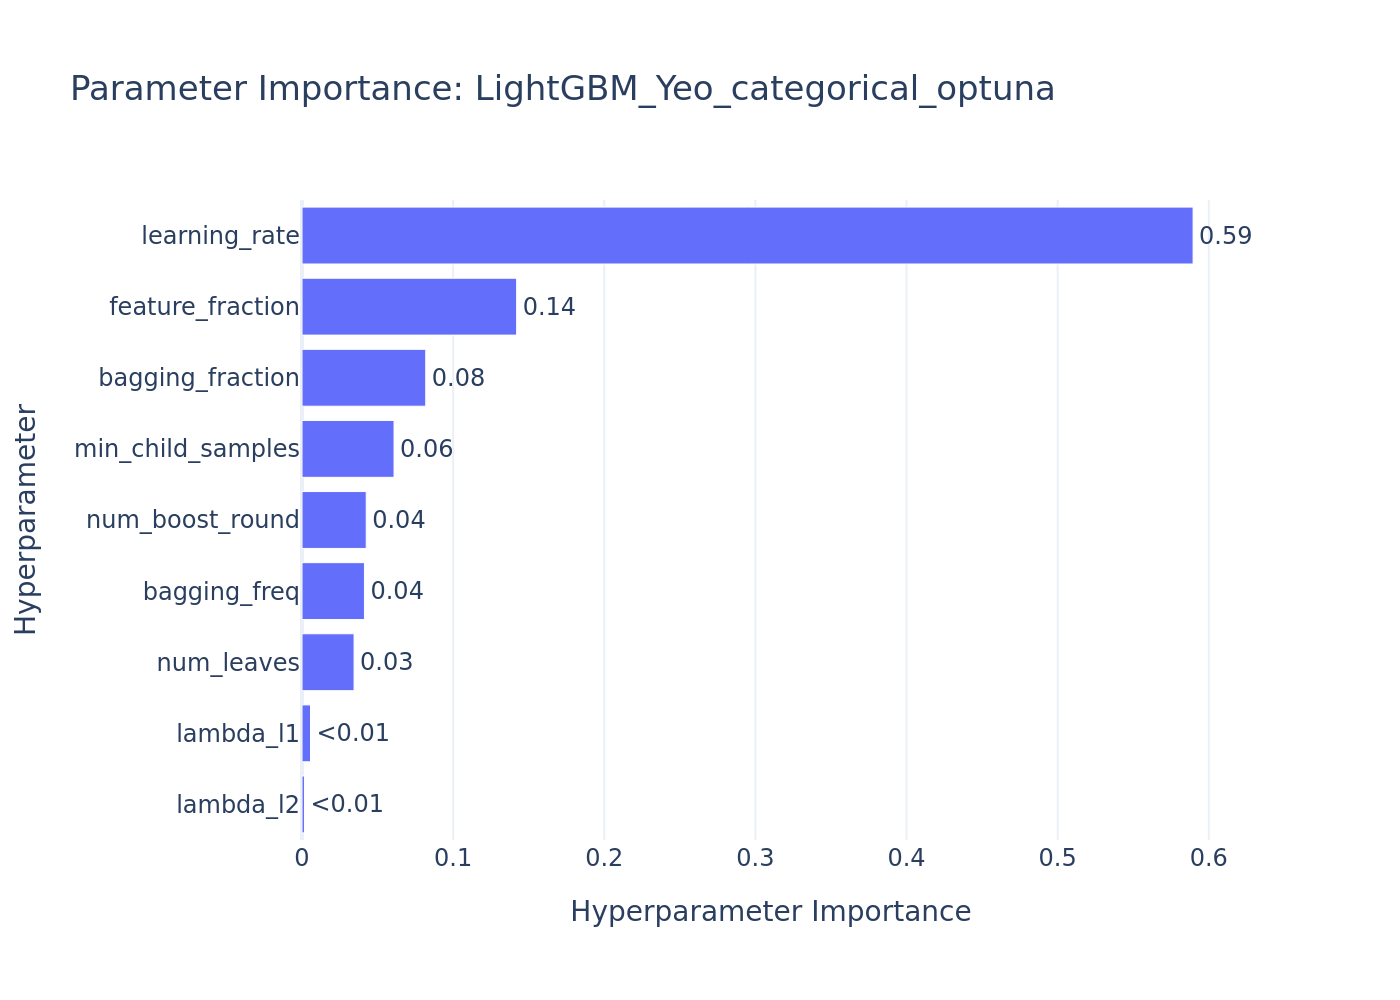 Parameter Importance: LightGBM_Yeo_categorical_optuna
learning_rate 0.59
feature_fraction 0.14
bagging_fraction 0.08
min_child_samples 0.06
num_boost_round 0.04
bagging_freq 0.04
num_leaves 0.03
lambda_l1 <0.01
lambda_l2 <0.01
0 0.1 0.2 0.3 0.4 0.5 0.6
Hyperparameter Importance
Hyperparameter